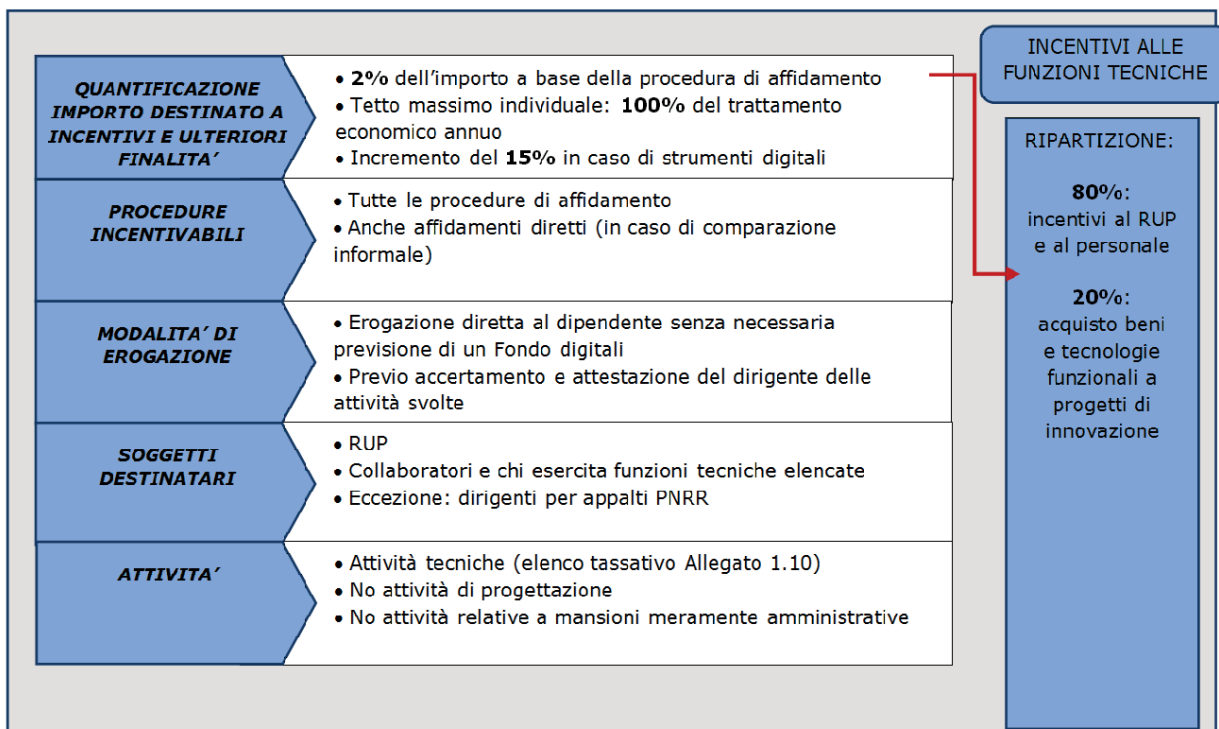 QUANTIFICAZIONE
IMPORTO DESTINATO A
INCENTIVI E ULTERIORI
FINALITA’
• 2% dell’importo a base della procedura di affidamento
• Tetto massimo individuale: 100% del trattamento
economico annuo
• Incremento del 15% in caso di strumenti digitali
PROCEDURE
INCENTIVABILI
• Tutte le procedure di affidamento
• Anche affidamenti diretti (in caso di comparazione
informale)
MODALITA’ DI
EROGAZIONE
• Erogazione diretta al dipendente senza necessaria
previsione di un Fondo digitali
• Previo accertamento e attestazione del dirigente delle
attività svolte
SOGGETTI
DESTINATARI
• RUP
• Collaboratori e chi esercita funzioni tecniche elencate
• Eccezione: dirigenti per appalti PNRR
ATTIVITA’
• Attività tecniche (elenco tassativo Allegato 1.10)
• No attività di progettazione
• No attività relative a mansioni meramente amministrative
INCENTIVI ALLE
FUNZIONI TECNICHE
RIPARTIZIONE:
80%:
incentivi al RUP
e al personale
20%:
acquisto beni
e tecnologie
funzionali a
progetti di
innovazione